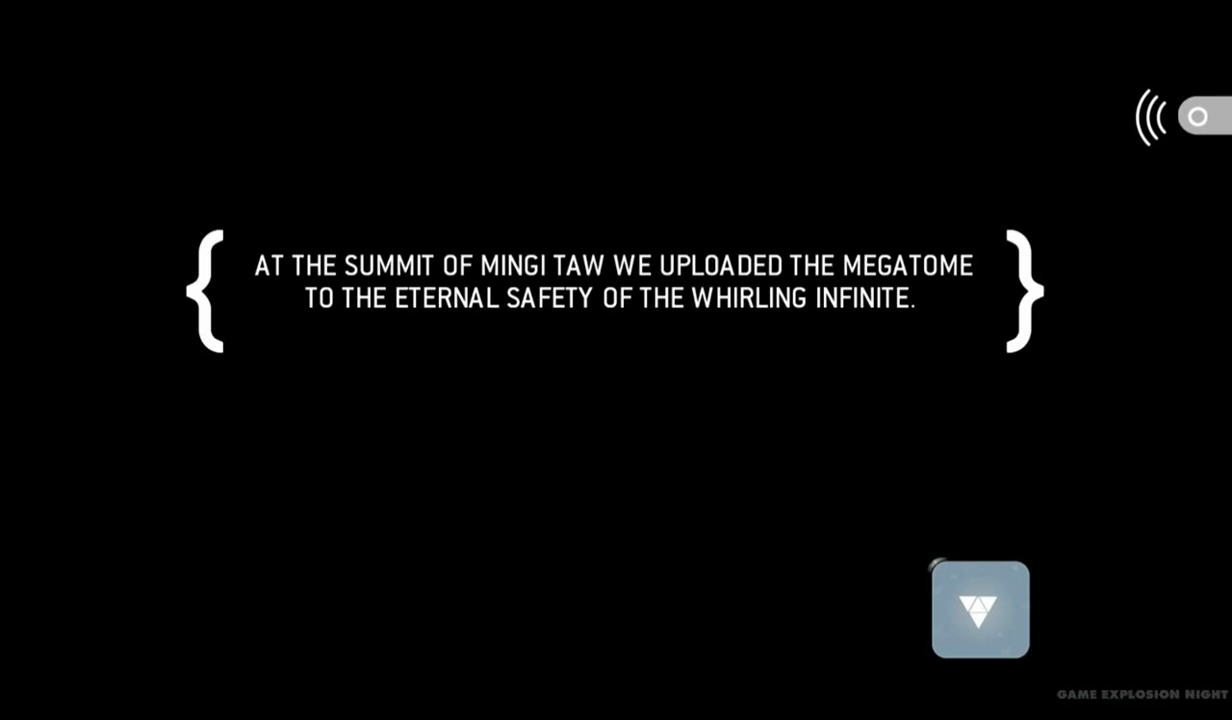 AT THE SUMMIT OF MINGI TAW WE UPLOADED THE MEGATOME
TO THE ETERNAL SAFETY OF THE WHIRLING INFINITE.
GAME EXPLOSION NIGHT